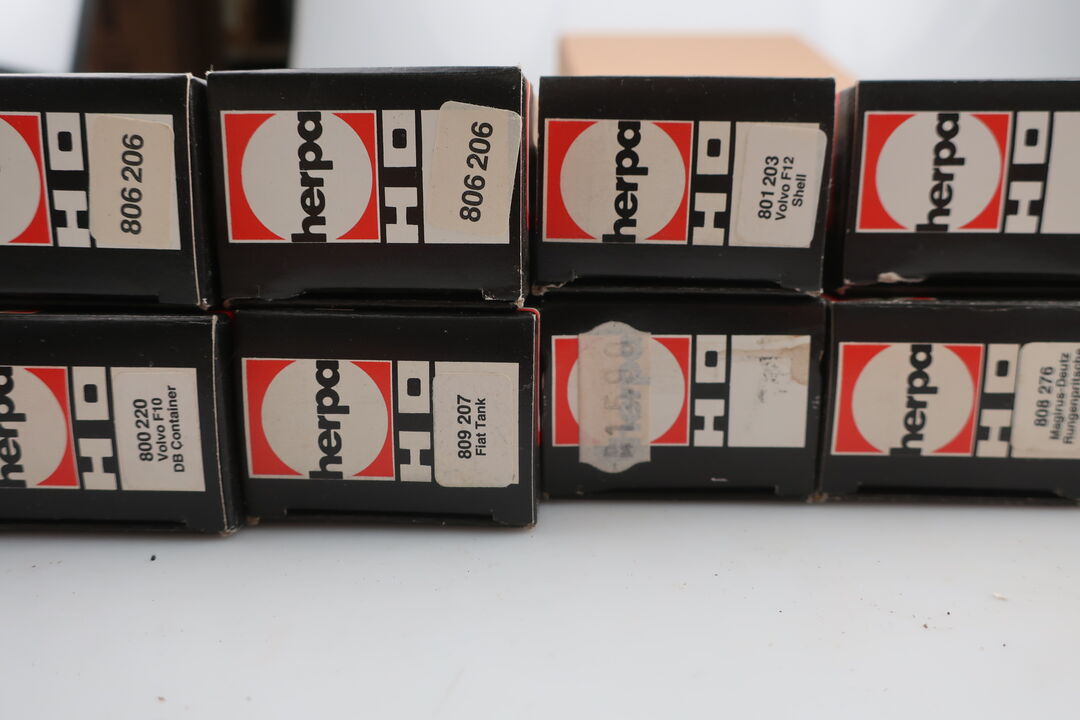 HO
806 206
herpa
HO
806 206
herpa
HO
801 203
Volvo F12
Shell
herpa
HO
herpa
HO
800 220
Volvo F10
DB Container
herpa
HO
809 207
Fiat Tank
HO
herpa
HO
808 276
Magirus-Deutz
Rungenpritsche